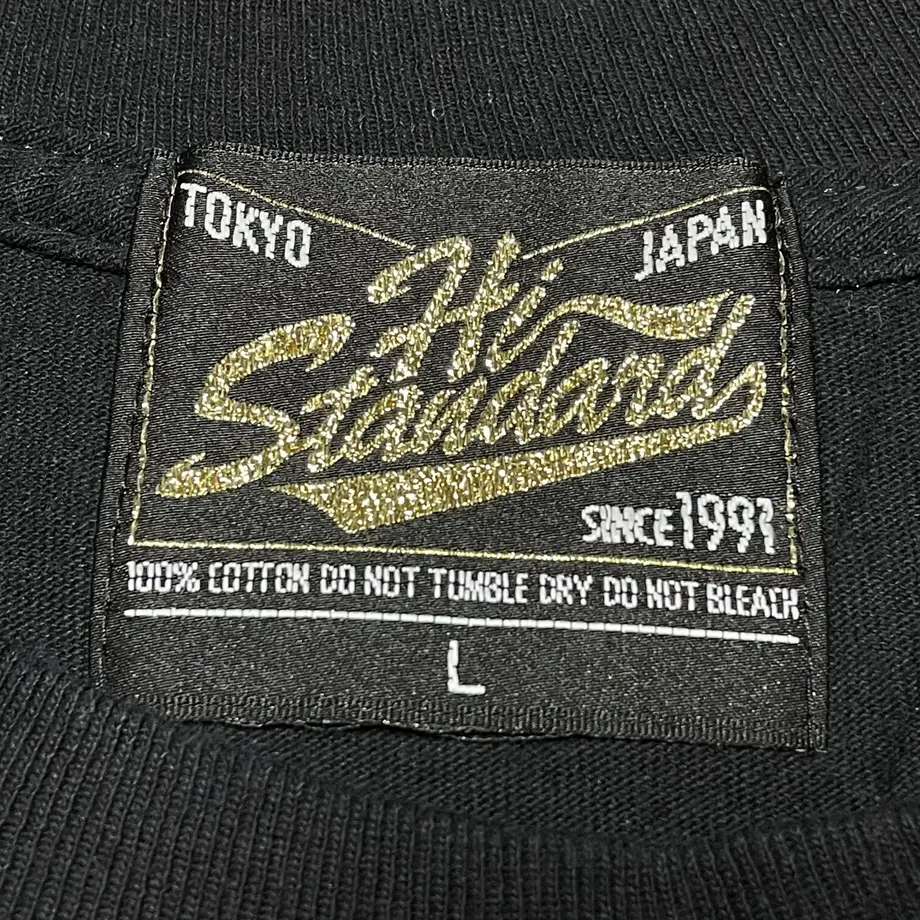 TOKYO JAPAN
Hi
Standard
SINCE 1991
100% COTTON DO NOT TUMBLE DRY DO NOT BLEACH
L